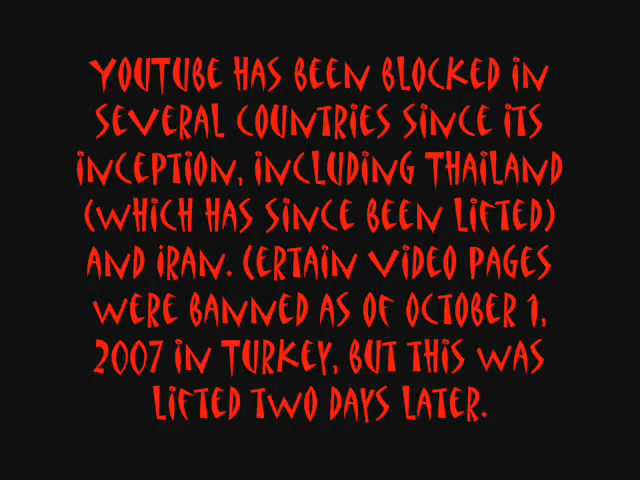 YOUTUBE HAS BEEN BLOCKED IN
SEVERAL COUNTRIES SINCE ITS
INCEPTION, INCLUDING THAILAND
(WHICH HAS SINCE BEEN LIFTED)
AND IRAN. CERTAIN VIDEO PAGES
WERE BANNED AS OF OCTOBER 1,
2007 IN TURKEY, BUT THIS WAS
LIFTED TWO DAYS LATER.